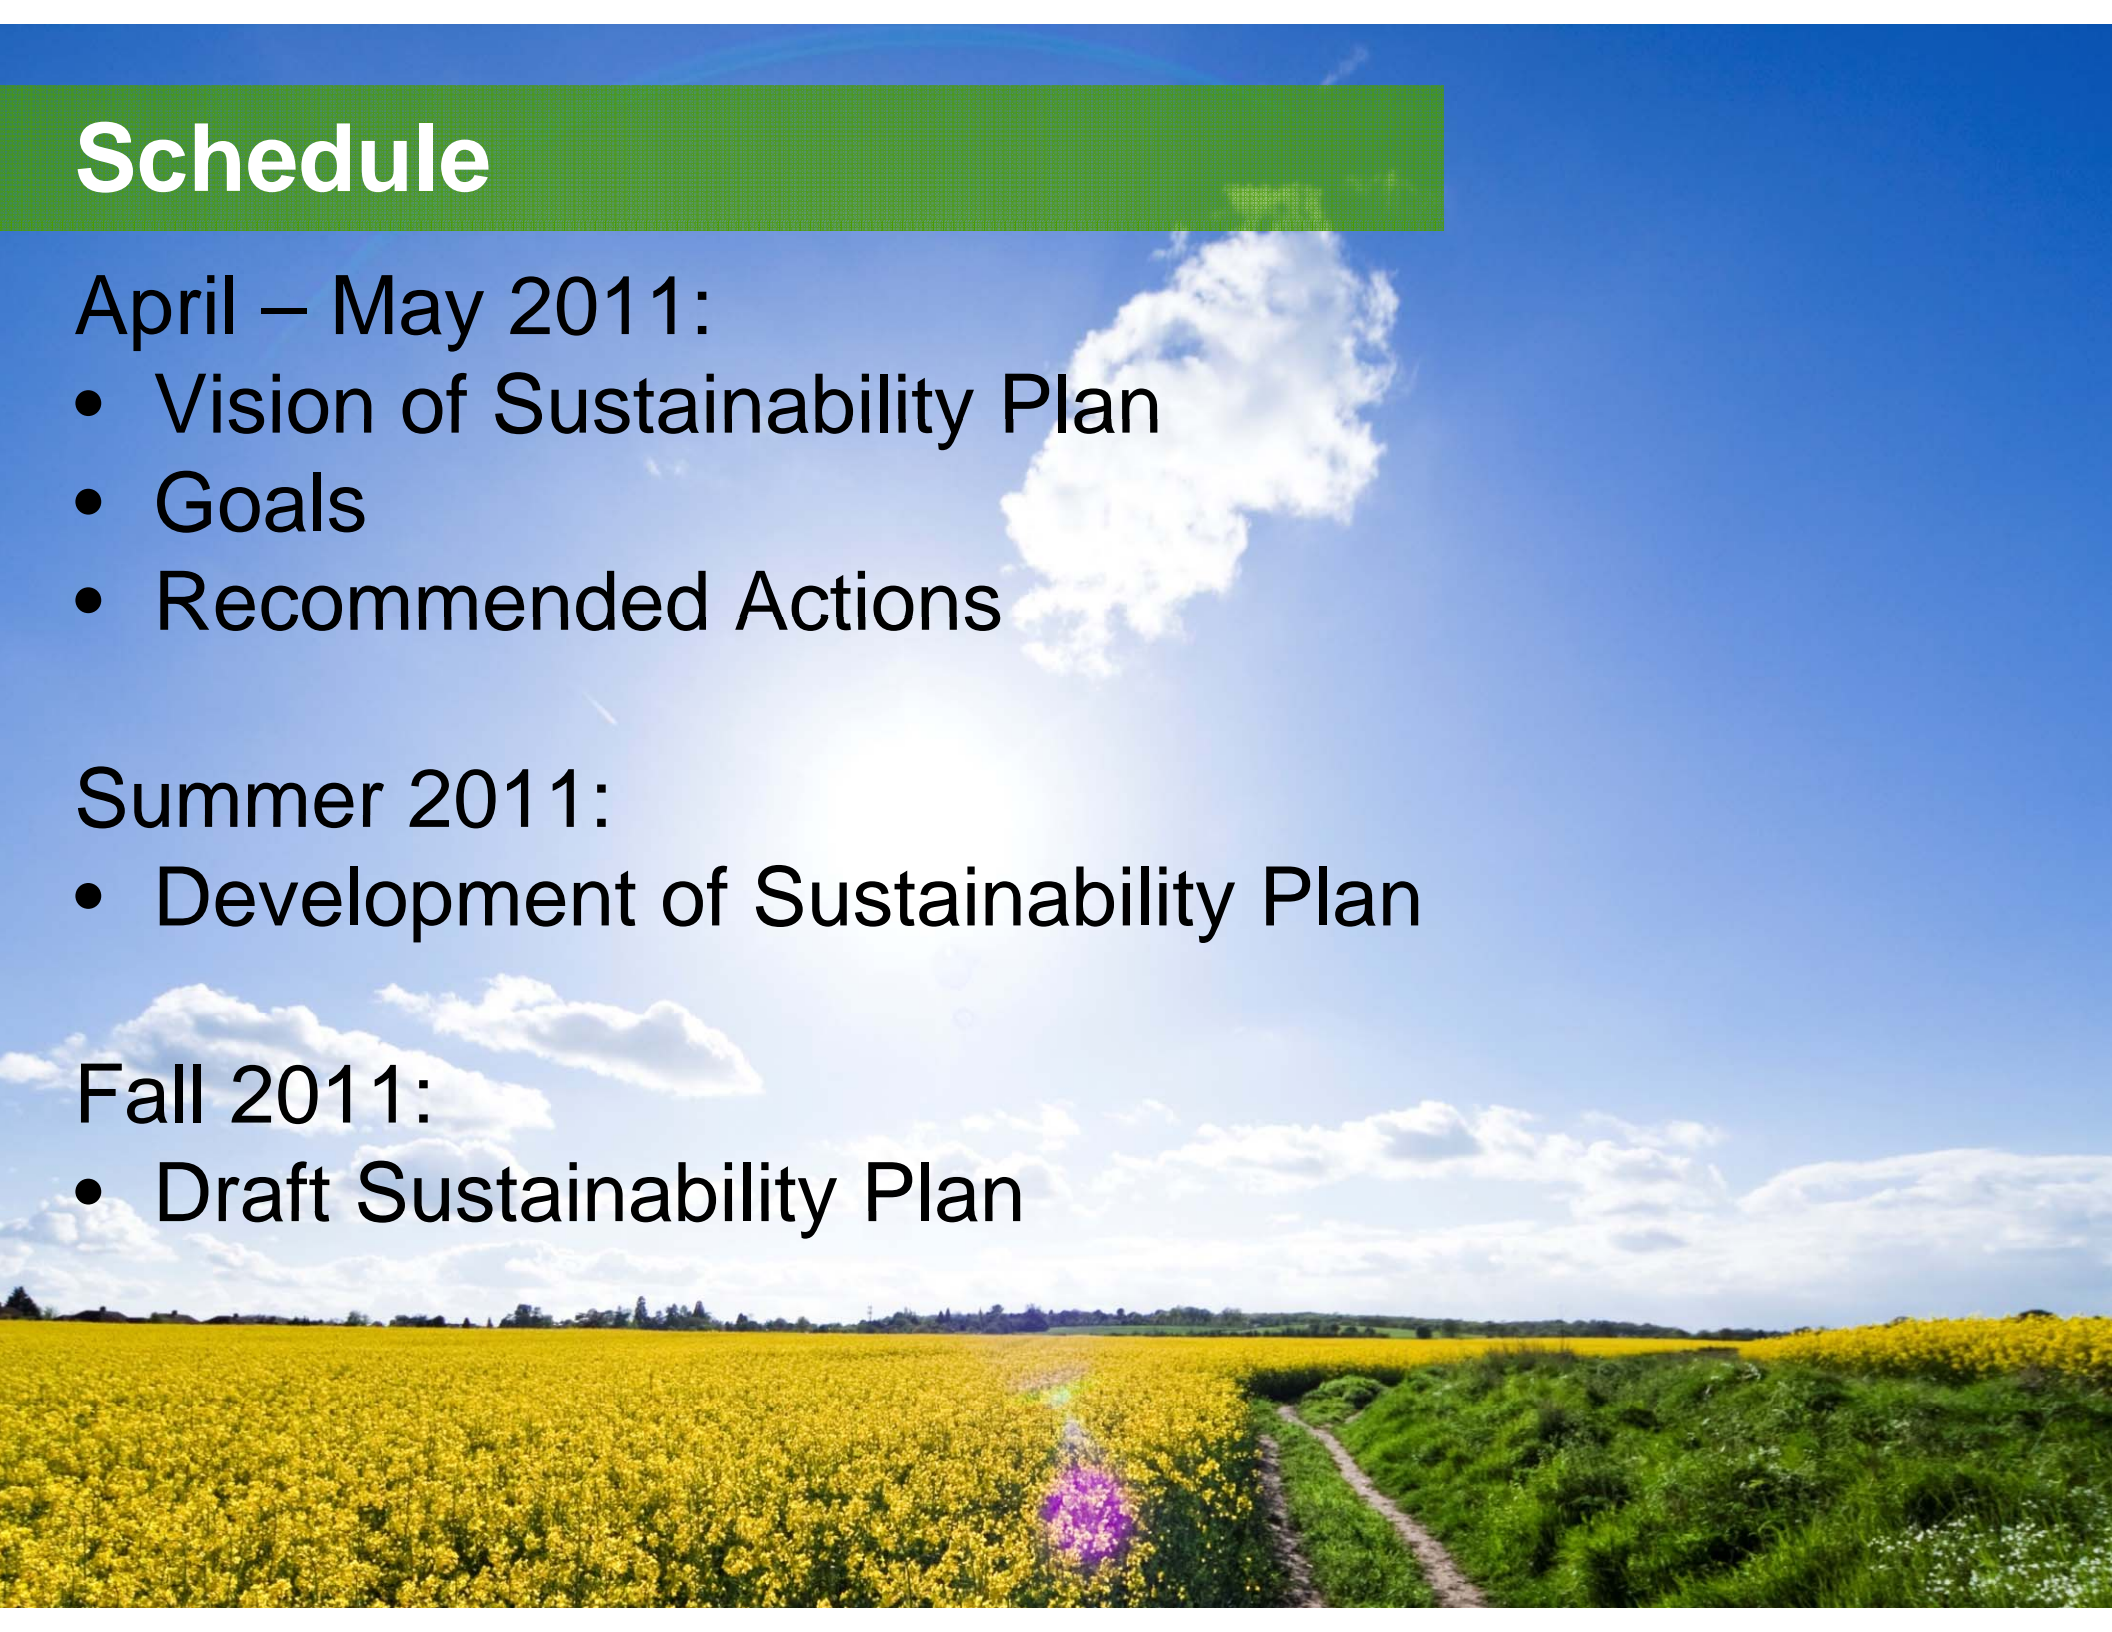 Schedule
April – May 2011:
• Vision of Sustainability Plan
• Goals
• Recommended Actions
Summer 2011:
• Development of Sustainability Plan
Fall 2011:
• Draft Sustainability Plan